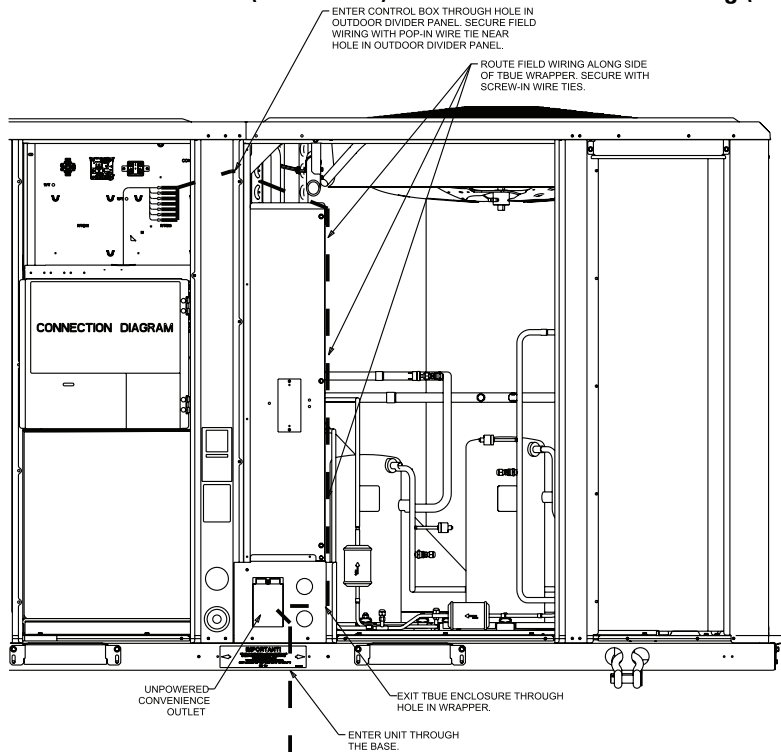 ENTER CONTROL BOX THROUGH HOLE IN
OUTDOOR DIVIDER PANEL. SECURE FIELD
WIRING WITH POP-IN WIRE TIE NEAR
HOLE IN OUTDOOR DIVIDER PANEL.
ROUTE FIELD WIRING ALONG SIDE
OF TBUE WRAPPER. SECURE WITH
SCREW-IN WIRE TIES.
CONNECTION DIAGRAM
IMPORTANT!
UNPOWERED
CONVENIENCE
OUTLET
EXIT TBUE ENCLOSURE THROUGH
HOLE IN WRAPPER.
ENTER UNIT THROUGH
THE BASE.